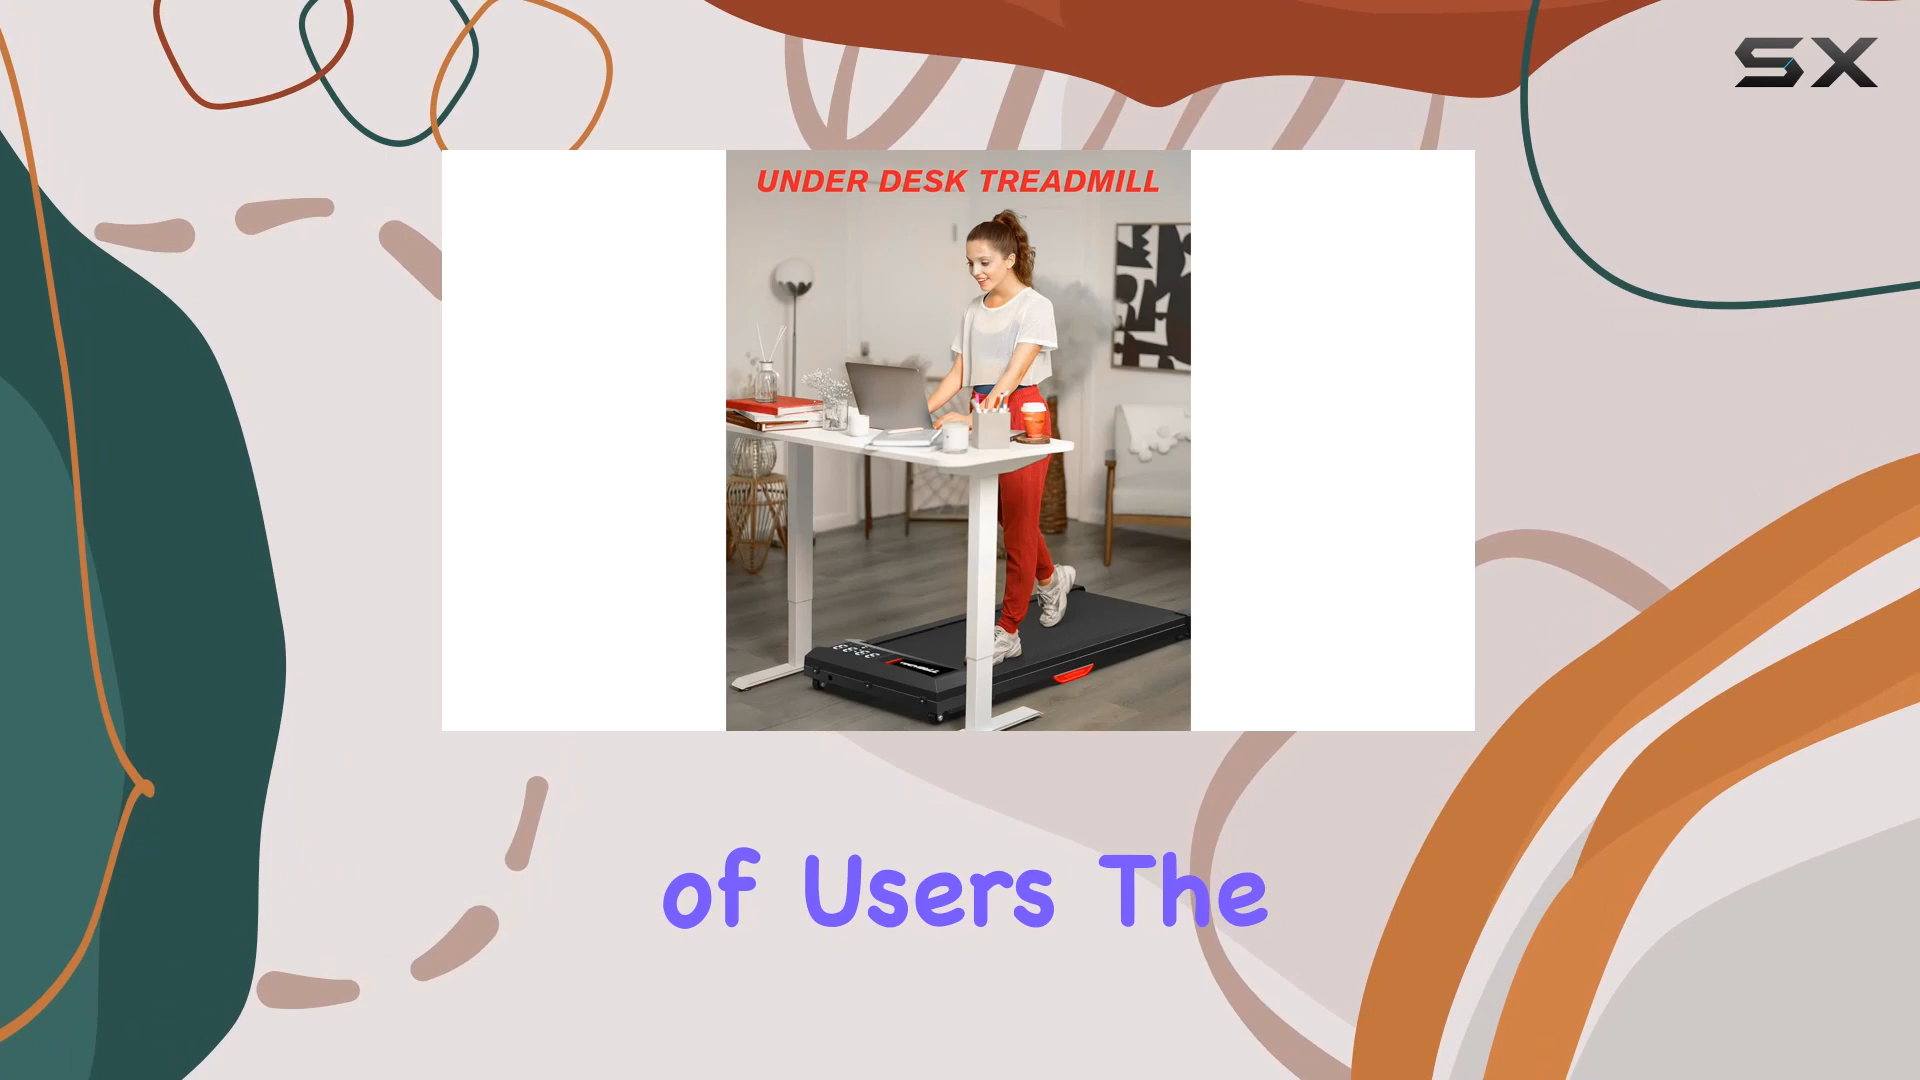 SX
UNDER DESK TREADMILL
of Users The